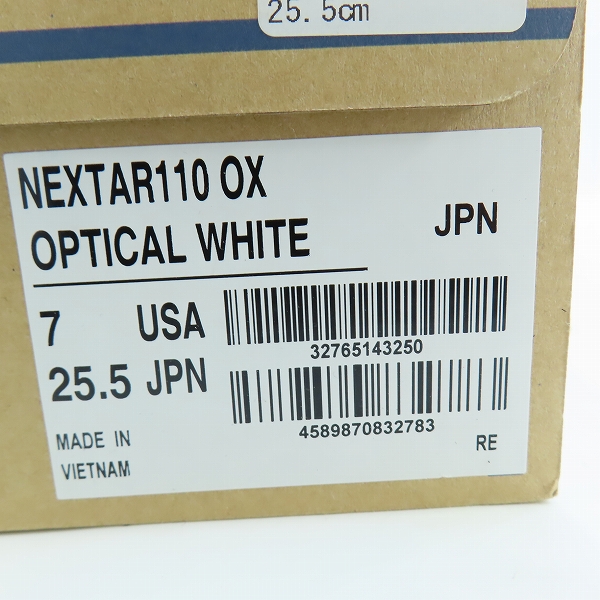 25.5cm
NEXTAR110 OX
OPTICAL WHITE
JPN
7 USA
32765143250
25.5 JPN
4589870832783
MADE IN
VIETNAM
RE